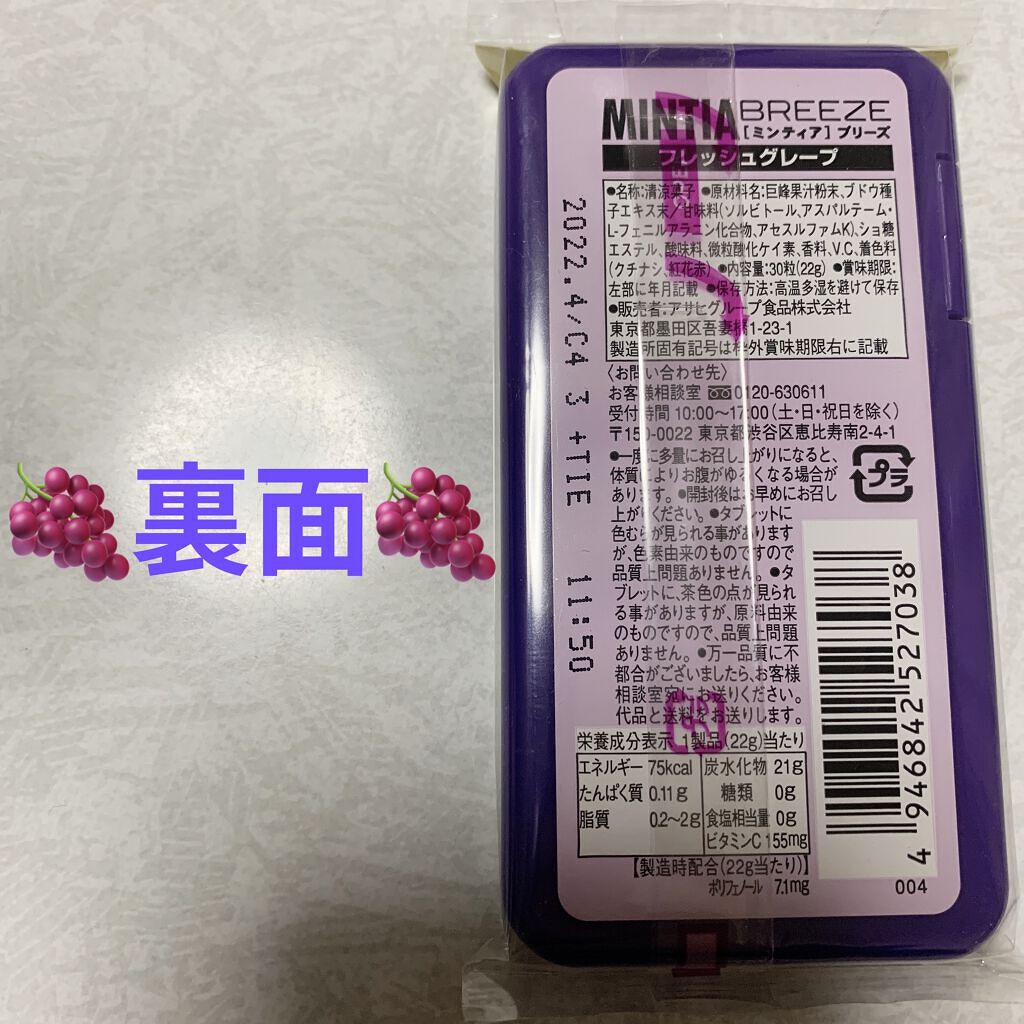 裏面
MINTIA BREEZE
[ミンティア] ブリーズ
フレッシュグレープ
●名称:清涼菓子 ●原材料名:巨峰果汁粉末、ブドウ種
子エキス末/甘味料(ソルビトール、アスパルテーム・
L-フェニルアラニン化合物、アセスルファムK)、ショ糖
エステル、酸味料、微粒酸化ケイ素、香料、V.C、着色料
(クチナシ、紅花赤) ●内容量:30粒(22g) ●賞味期限:
左部に年月記載 ●保存方法:高温多湿を避けて保存
●販売者:アサヒグループ食品株式会社
東京都墨田区吾妻橋1-23-1
製造所固有記号は枠外賞味期限右に記載
〈お問い合わせ先〉
お客様相談室 0120-630611
受付時間 10:00~17:00(土・日・祝日を除く)
〒150-0022 東京都渋谷区恵比寿南2-4-1
●一度に多量にお召し上がりになると、
体質によりお腹がゆるくなる場合が
あります。●開封後はお早めにお召し
上がりください。●タブレットに
色むらが見られる事があります
が、色素由来のものですので
品質上問題ありません。●タ
ブレットに、茶色の点が見られ
る事がありますが、原料由来
のものですので、品質上問題
ありません。●万一品質に不
都合がございましたら、お客様
相談室宛にお送りください。
代品と送料をお送りします。
プラ
栄養成分表示 1製品(22g)当たり
エネルギー 75kcal 炭水化物 21g
たんぱく質 0.11g 糖類 0g
脂質 0.2~2g 食塩相当量 0g
ビタミンC 155mg
【製造時配合(22g当たり)】
ポリフェノール 7.1mg
2022.4/C4 3 +TIE 11:50
4 946842 527038
004